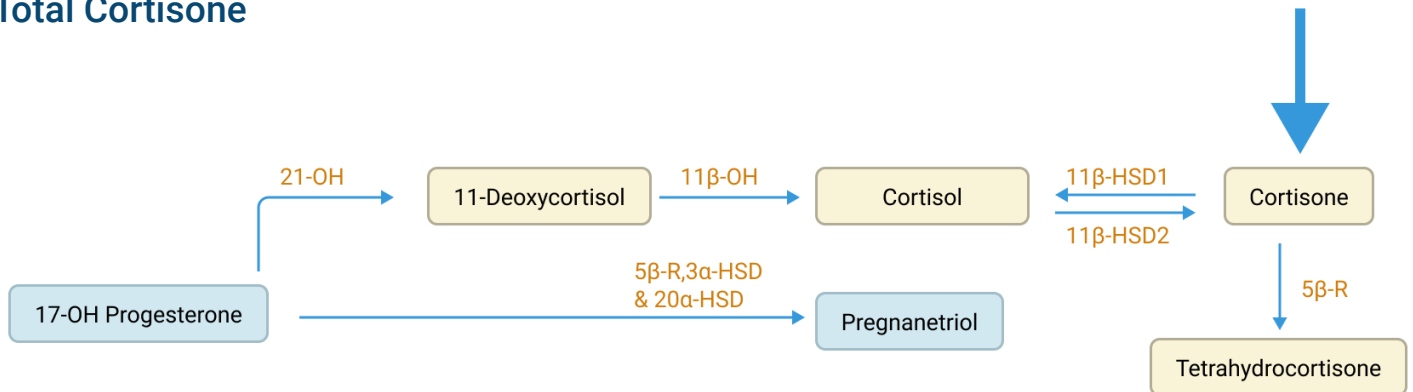 Total Cortisone
21-OH
11-Deoxycortisol
11β-OH
Cortisol
11β-HSD1
11β-HSD2
Cortisone
17-OH Progesterone
5β-R,3α-HSD
& 20α-HSD
Pregnanetriol
5β-R
Tetrahydrocortisone